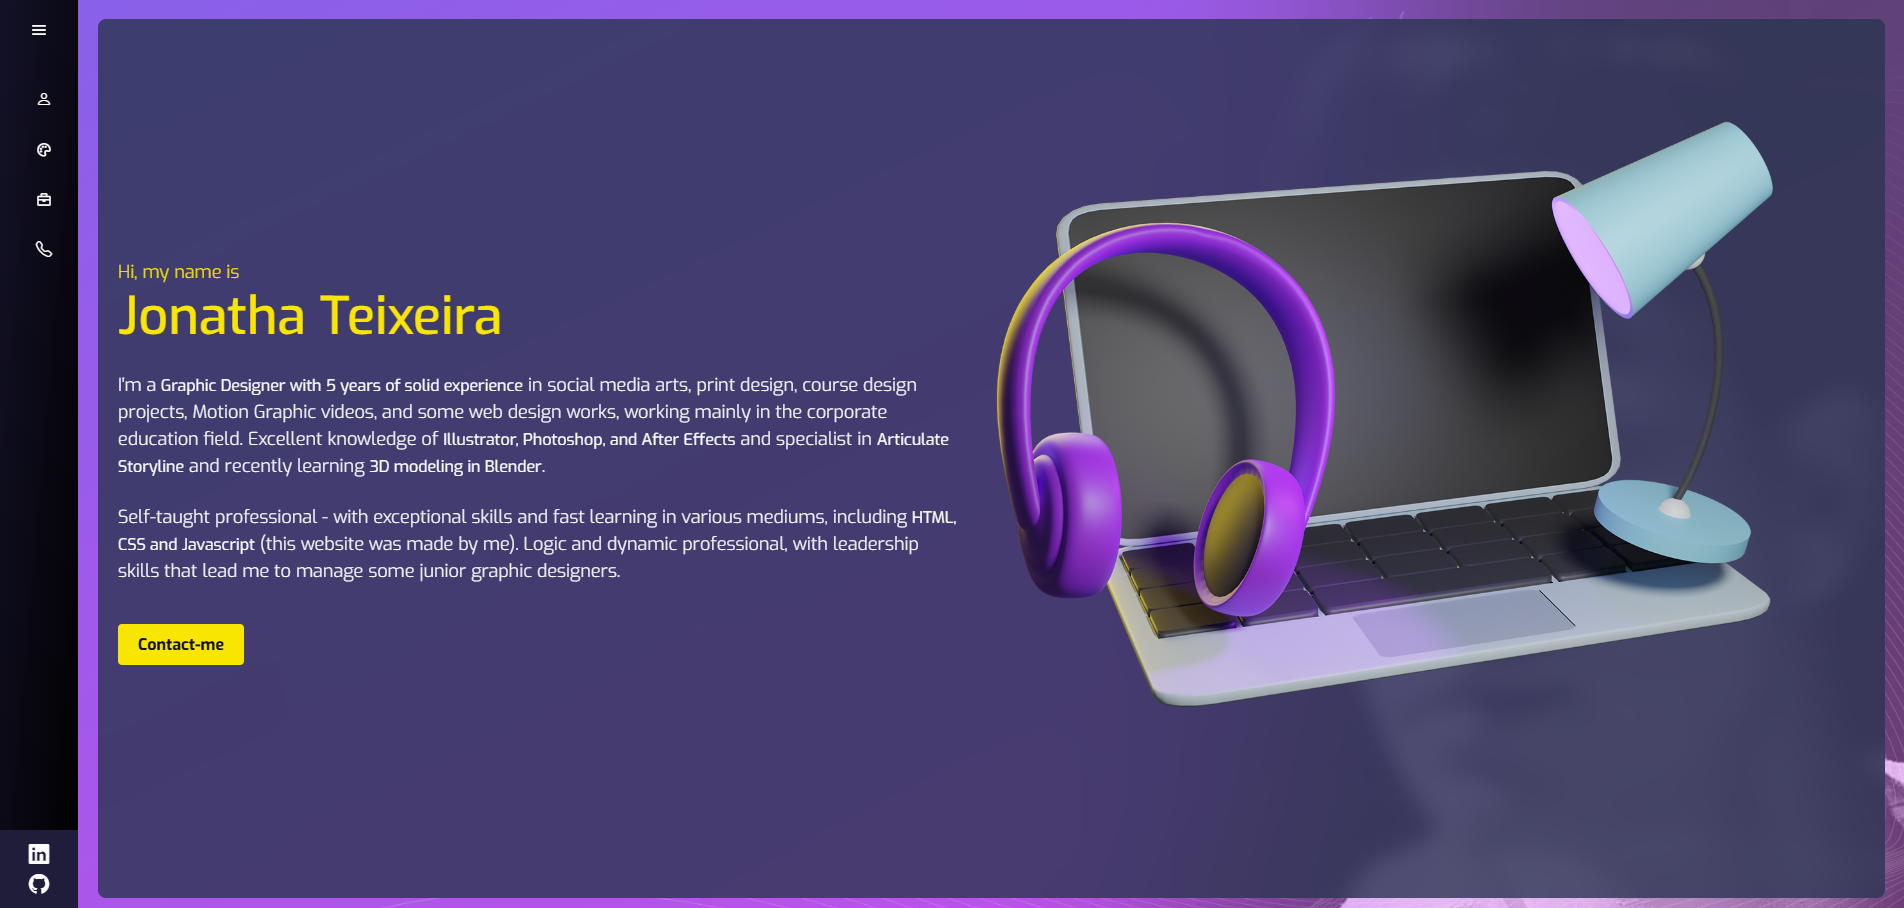 Hi, my name is
Jonatha Teixeira
I'm a Graphic Designer with 5 years of solid experience in social media arts, print design, course design
projects, Motion Graphic videos, and some web design works, working mainly in the corporate
education field. Excellent knowledge of Illustrator, Photoshop, and After Effects and specialist in Articulate
Storyline and recently learning 3D modeling in Blender.
Self-taught professional - with exceptional skills and fast learning in various mediums, including HTML,
CSS and Javascript (this website was made by me). Logic and dynamic professional, with leadership
skills that lead me to manage some junior graphic designers.
Contact-me
in